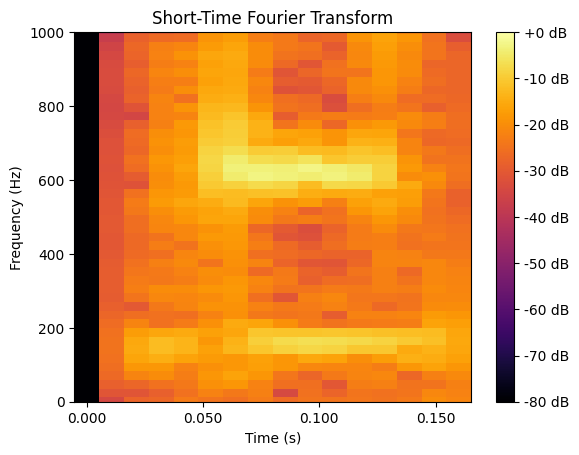 Short-Time Fourier Transform
1000
800
600
400
200
0
Frequency (Hz)
0.000
0.050
0.100
0.150
Time (s)
+0 dB
-10 dB
-20 dB
-30 dB
-40 dB
-50 dB
-60 dB
-70 dB
-80 dB